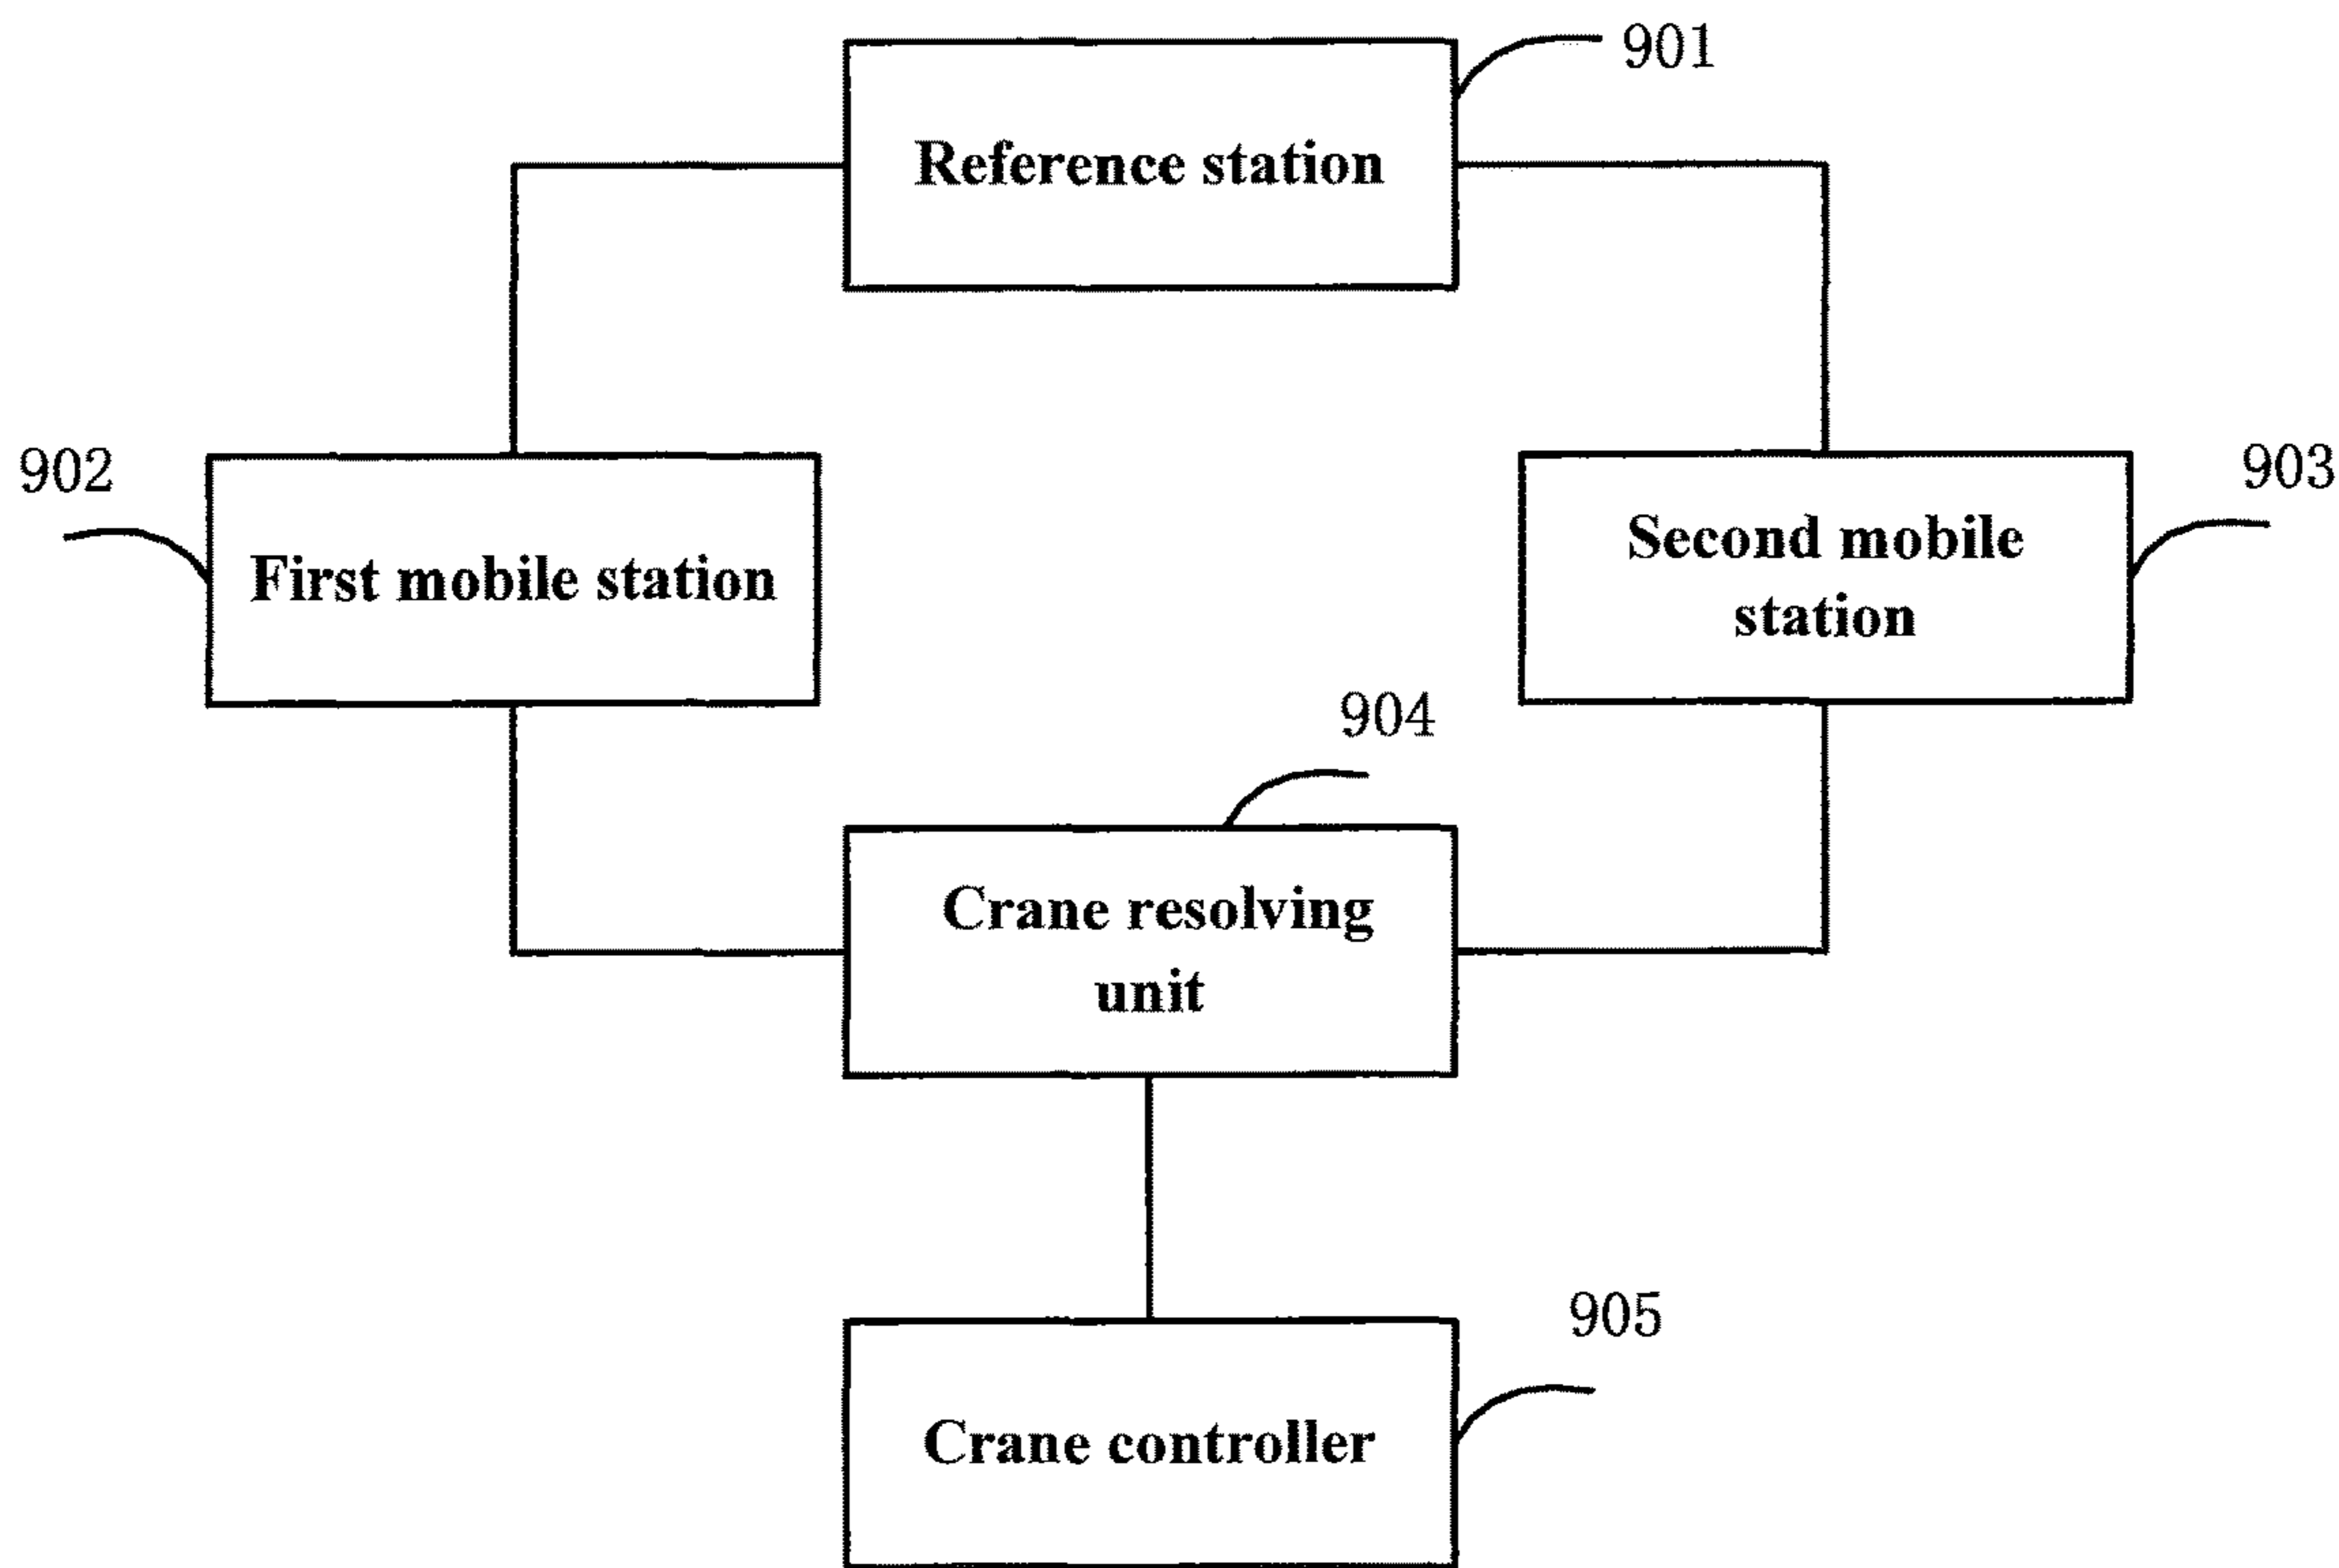 901
Reference station
902
First mobile station
903
Second mobile
station
904
Crane resolving
unit
905
Crane controller